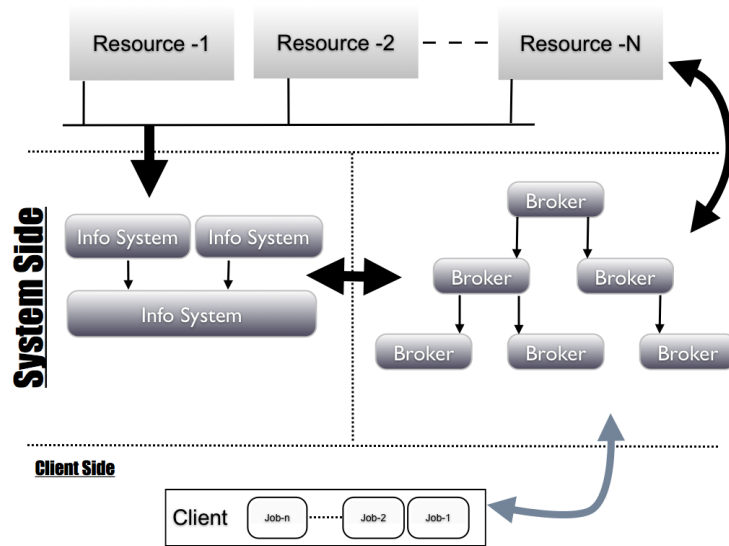 Resource -1
Resource -2
Resource -N
System Side
Info System
Info System
Info System
Broker
Broker
Broker
Broker
Broker
Broker
Client Side
Client
Job-n
Job-2
Job-1